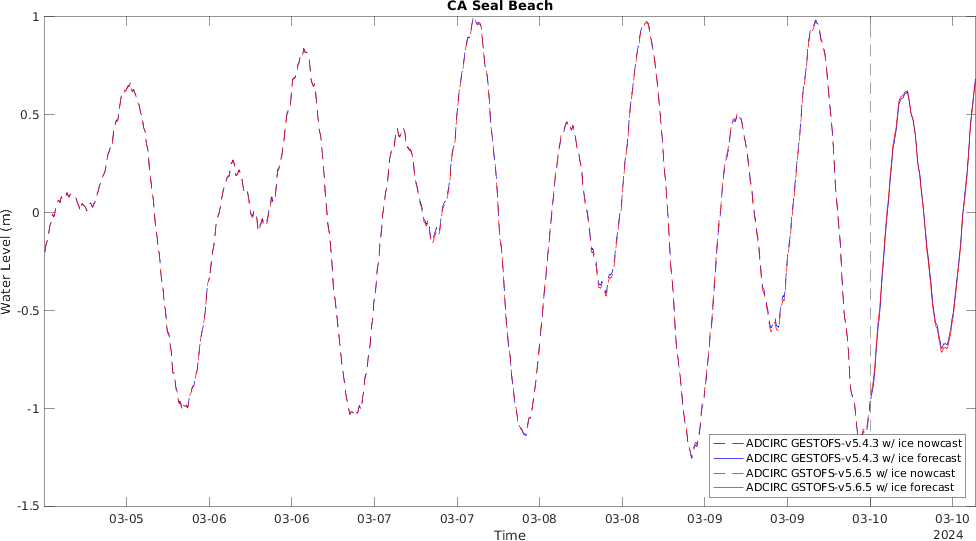 CA Seal Beach
Water Level (m)
1
0.5
0
-0.5
-1
-1.5
ADCIRC GESTOFS-v5.4.3 w/ ice nowcast
ADCIRC GESTOFS-v5.4.3 w/ ice forecast
ADCIRC GSTOFS-v5.6.5 w/ ice nowcast
ADCIRC GSTOFS-v5.6.5 w/ ice forecast
03-05 03-06 03-06 03-07 03-07 03-08 03-08 03-09 03-09 03-10 03-10
2024
Time